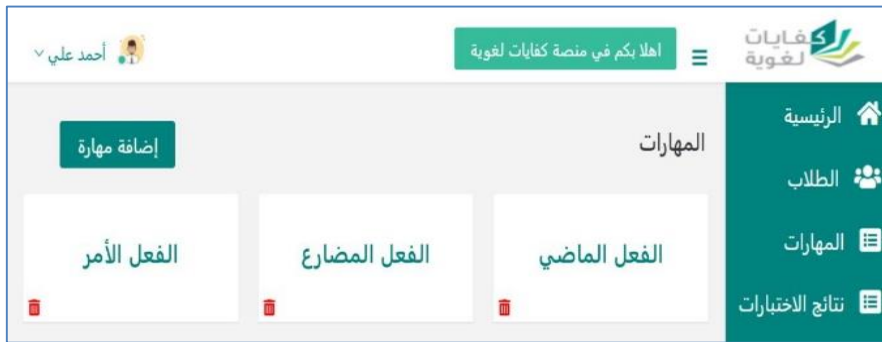 كفايات
لغوية
اهلا بكم في منصة كفايات لغوية
أحمد علي
الرئيسية
الطلاب
المهارات
نتائج الاختبارات
المهارات
إضافة مهارة
الفعل الماضي
الفعل المضارع
الفعل الأمر